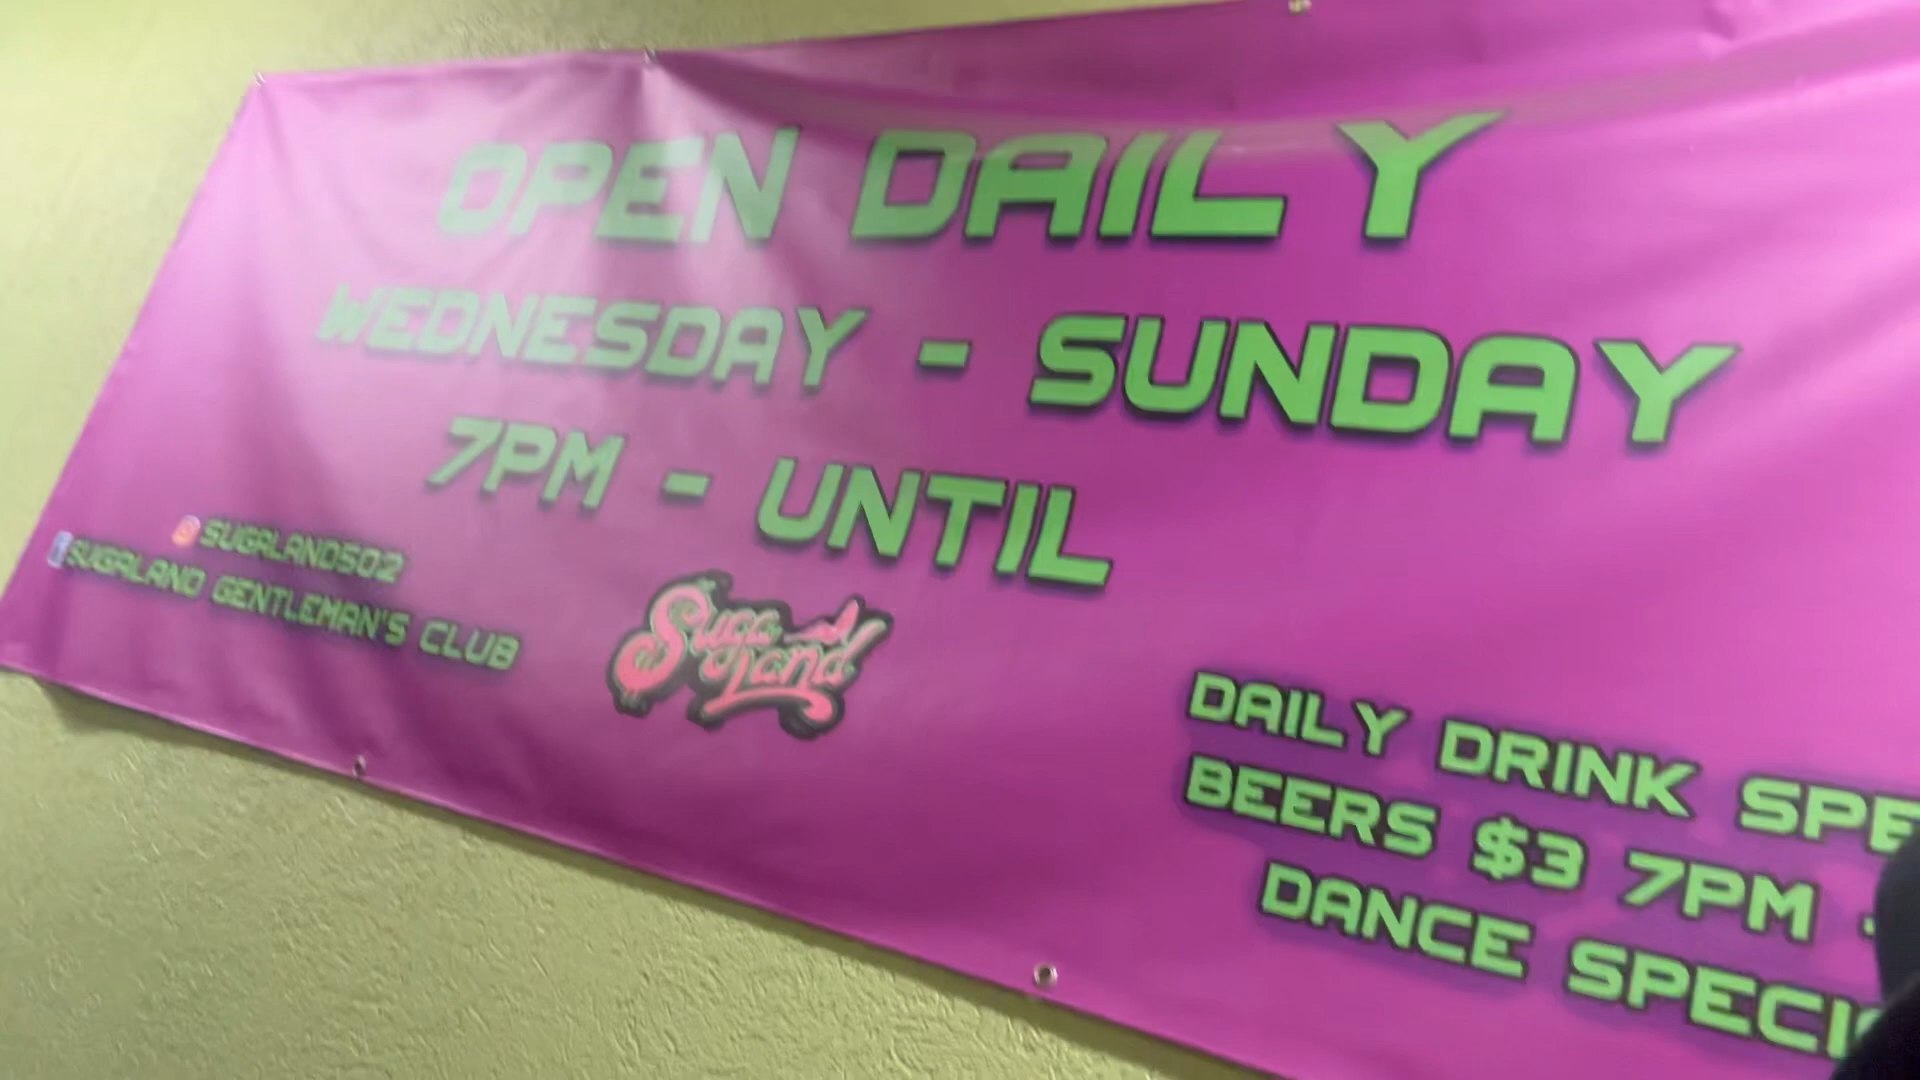 OPEN DAILY
WEDNESDAY - SUNDAY
7PM - UNTIL
SUGALAND502
SUGALAND GENTLEMAN'S CLUB
Suga Land
DAILY DRINK SPE
BEERS $3 7PM -
DANCE SPECI